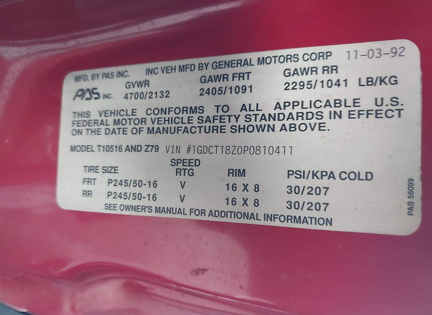 MFD. BY PAS INC. INC VEH MFD BY GENERAL MOTORS CORP 11-03-92
GVWR GAWR FRT GAWR RR
PAS INC. 4700/2132 2405/1091 2295/1041 LB/KG
THIS VEHICLE CONFORMS TO ALL APPLICABLE U.S.
FEDERAL MOTOR VEHICLE SAFETY STANDARDS IN EFFECT
ON THE DATE OF MANUFACTURE SHOWN ABOVE.
MODEL T10516 AND Z79 VIN #1GDCT18Z0P0810411
TIRE SIZE SPEED RTG RIM PSI/KPA COLD
FRT P245/50-16 V 16 X 8 30/207
RR P245/50-16 V 16 X 8 30/207
SEE OWNER'S MANUAL FOR ADDITIONAL INFORMATION
PAS 56099